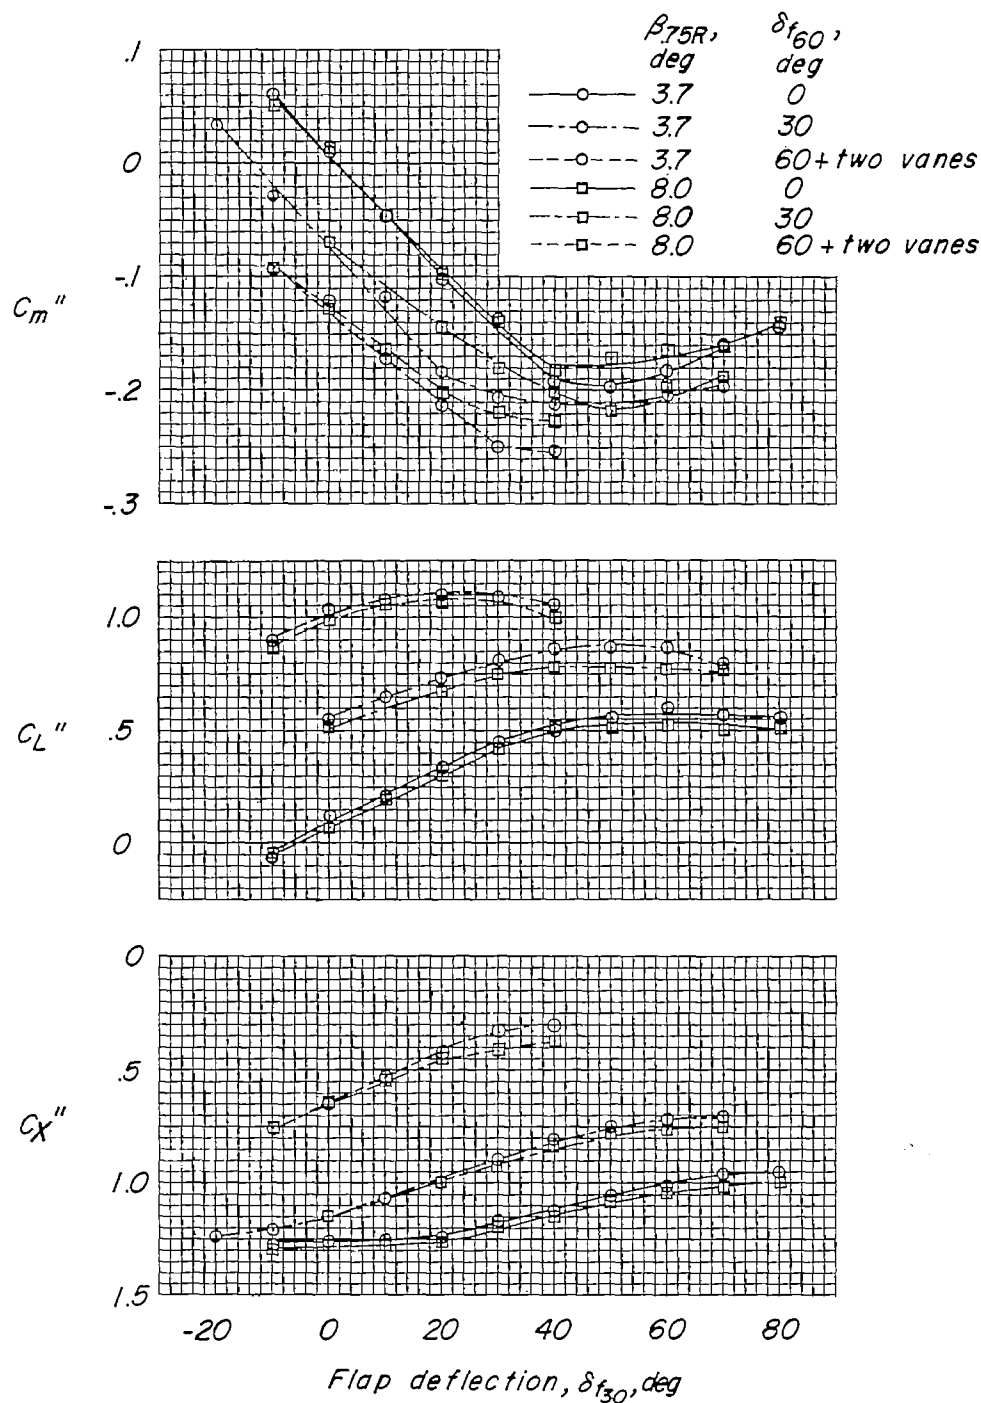 β.75R, δf60,
deg deg
3.7 0
3.7 30
3.7 60 + two vanes
8.0 0
8.0 30
8.0 60 + two vanes
.1
0
-.1
-.2
-.3
Cm"
1.0
.5
0
CL"
0
.5
1.0
1.5
CX"
-20 0 20 40 60 80
Flap deflection, δf30, deg